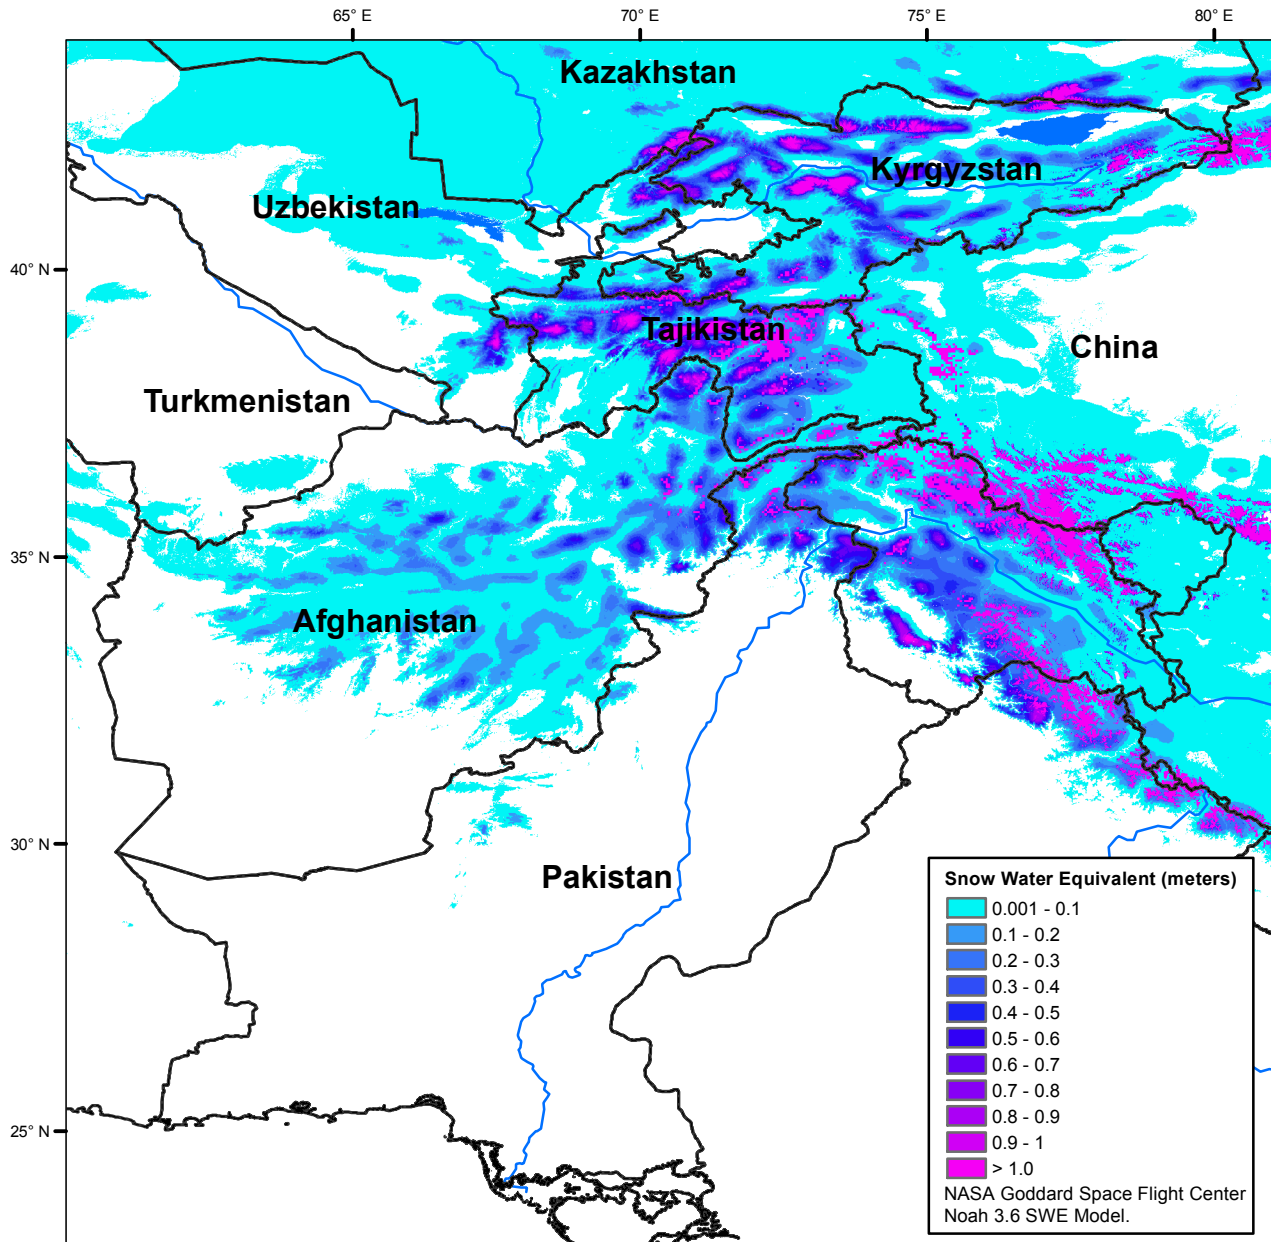 65° E 70° E 75° E 80° E
Kazakhstan
Kyrgyzstan
Uzbekistan
40° N
Tajikistan
China
Turkmenistan
35° N
Afghanistan
30° N
Pakistan
25° N
Snow Water Equivalent (meters)
0.001 - 0.1
0.1 - 0.2
0.2 - 0.3
0.3 - 0.4
0.4 - 0.5
0.5 - 0.6
0.6 - 0.7
0.7 - 0.8
0.8 - 0.9
0.9 - 1
> 1.0
NASA Goddard Space Flight Center
Noah 3.6 SWE Model.